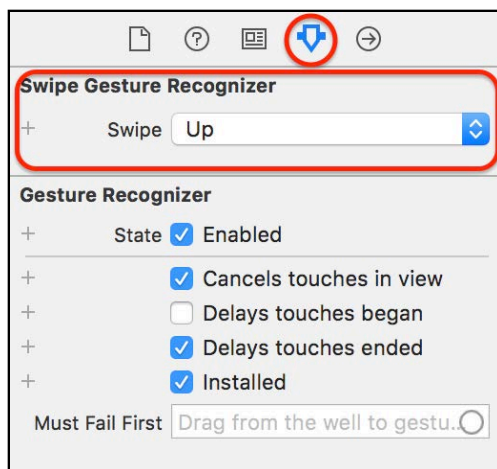 Swipe Gesture Recognizer
Swipe Up
Gesture Recognizer
State Enabled
Cancels touches in view
Delays touches began
Delays touches ended
Installed
Must Fail First Drag from the well to gestu...